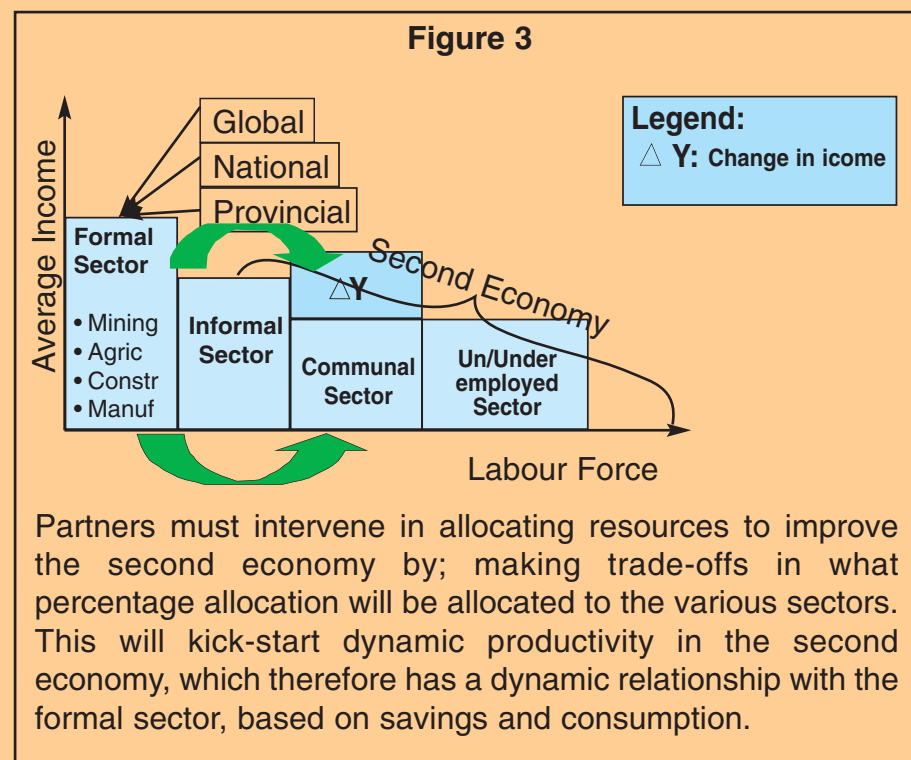 Figure 3
Global
National
Provincial
Legend:
△ Y: Change in icome
Average Income
Formal
Sector
• Mining
• Agric
• Constr
• Manuf
Informal
Sector
△Y
Communal
Sector
Second Economy
Un/Under
employed
Sector
Labour Force
Partners must intervene in allocating resources to improve
the second economy by; making trade-offs in what
percentage allocation will be allocated to the various sectors.
This will kick-start dynamic productivity in the second
economy, which therefore has a dynamic relationship with the
formal sector, based on savings and consumption.